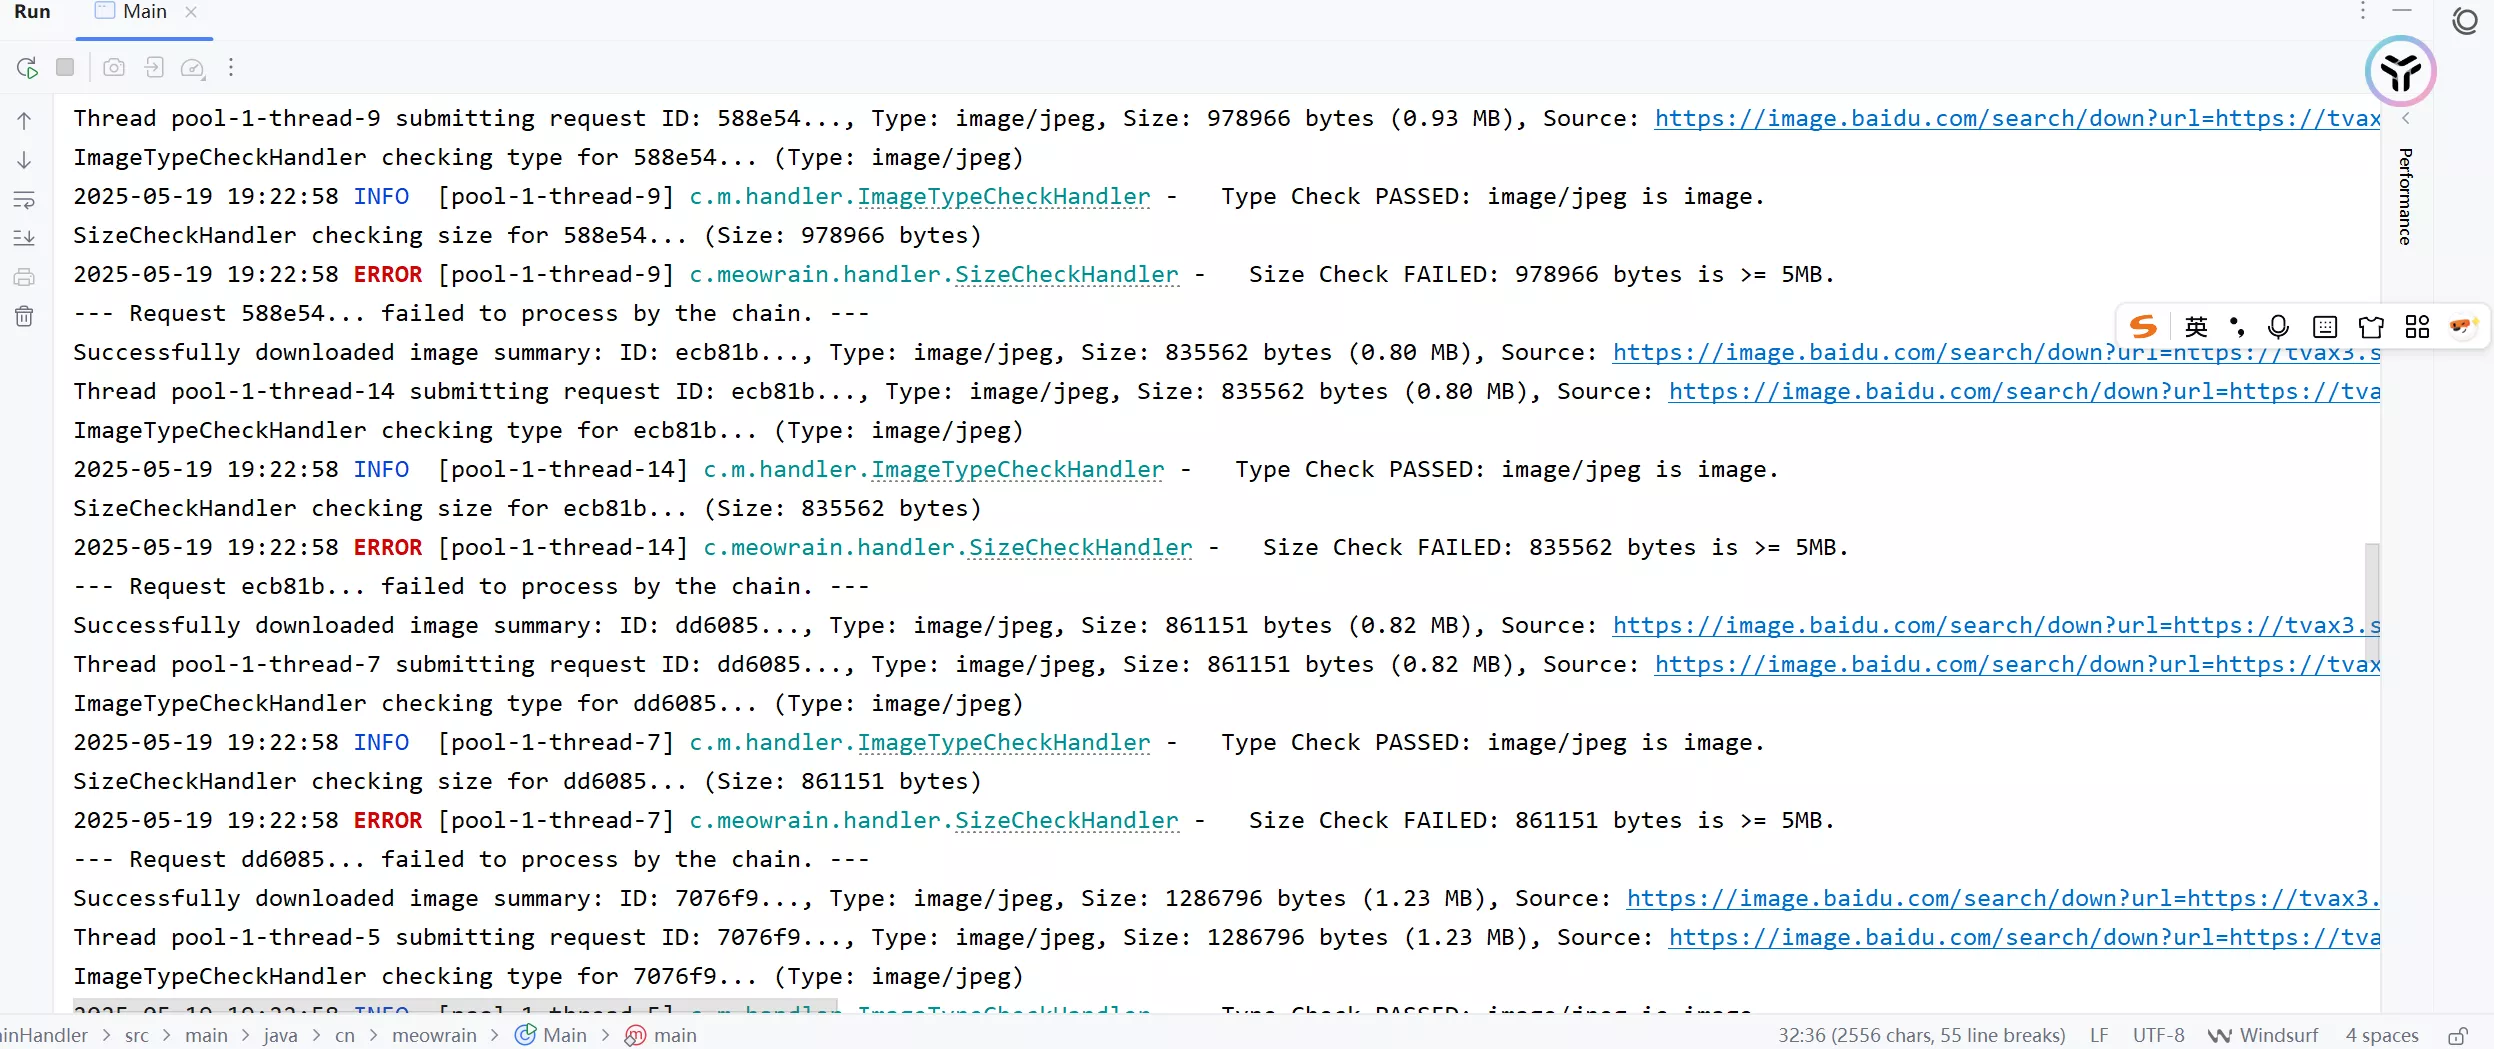 Run Main
Thread pool-1-thread-9 submitting request ID: 588e54..., Type: image/jpeg, Size: 978966 bytes (0.93 MB), Source: https://image.baidu.com/search/down?url=https://tvax
ImageTypeCheckHandler checking type for 588e54... (Type: image/jpeg)
2025-05-19 19:22:58 INFO  [pool-1-thread-9] c.m.handler.ImageTypeCheckHandler -   Type Check PASSED: image/jpeg is image.
SizeCheckHandler checking size for 588e54... (Size: 978966 bytes)
2025-05-19 19:22:58 ERROR [pool-1-thread-9] c.meowrain.handler.SizeCheckHandler -   Size Check FAILED: 978966 bytes is >= 5MB.
--- Request 588e54... failed to process by the chain. ---
Successfully downloaded image summary: ID: ecb81b..., Type: image/jpeg, Size: 835562 bytes (0.80 MB), Source: https://image.baidu.com/search/down?url=https://tvax3.s
Thread pool-1-thread-14 submitting request ID: ecb81b..., Type: image/jpeg, Size: 835562 bytes (0.80 MB), Source: https://image.baidu.com/search/down?url=https://tva
ImageTypeCheckHandler checking type for ecb81b... (Type: image/jpeg)
2025-05-19 19:22:58 INFO  [pool-1-thread-14] c.m.handler.ImageTypeCheckHandler -   Type Check PASSED: image/jpeg is image.
SizeCheckHandler checking size for ecb81b... (Size: 835562 bytes)
2025-05-19 19:22:58 ERROR [pool-1-thread-14] c.meowrain.handler.SizeCheckHandler -   Size Check FAILED: 835562 bytes is >= 5MB.
--- Request ecb81b... failed to process by the chain. ---
Successfully downloaded image summary: ID: dd6085..., Type: image/jpeg, Size: 861151 bytes (0.82 MB), Source: https://image.baidu.com/search/down?url=https://tvax3.s
Thread pool-1-thread-7 submitting request ID: dd6085..., Type: image/jpeg, Size: 861151 bytes (0.82 MB), Source: https://image.baidu.com/search/down?url=https://tvax
ImageTypeCheckHandler checking type for dd6085... (Type: image/jpeg)
2025-05-19 19:22:58 INFO  [pool-1-thread-7] c.m.handler.ImageTypeCheckHandler -   Type Check PASSED: image/jpeg is image.
SizeCheckHandler checking size for dd6085... (Size: 861151 bytes)
2025-05-19 19:22:58 ERROR [pool-1-thread-7] c.meowrain.handler.SizeCheckHandler -   Size Check FAILED: 861151 bytes is >= 5MB.
--- Request dd6085... failed to process by the chain. ---
Successfully downloaded image summary: ID: 7076f9..., Type: image/jpeg, Size: 1286796 bytes (1.23 MB), Source: https://image.baidu.com/search/down?url=https://tvax3.
Thread pool-1-thread-5 submitting request ID: 7076f9..., Type: image/jpeg, Size: 1286796 bytes (1.23 MB), Source: https://image.baidu.com/search/down?url=https://tva
ImageTypeCheckHandler checking type for 7076f9... (Type: image/jpeg)
2025-05-19 19:22:58 INFO  [pool-1-thread-5] c.m.handler.ImageTypeCheckHandler -   Type Check PASSED: image/jpeg is image.
Performance
英
inHandler > src > main > java > cn > meowrain > Main > main
32:36 (2556 chars, 55 line breaks) LF UTF-8 Windsurf 4 spaces